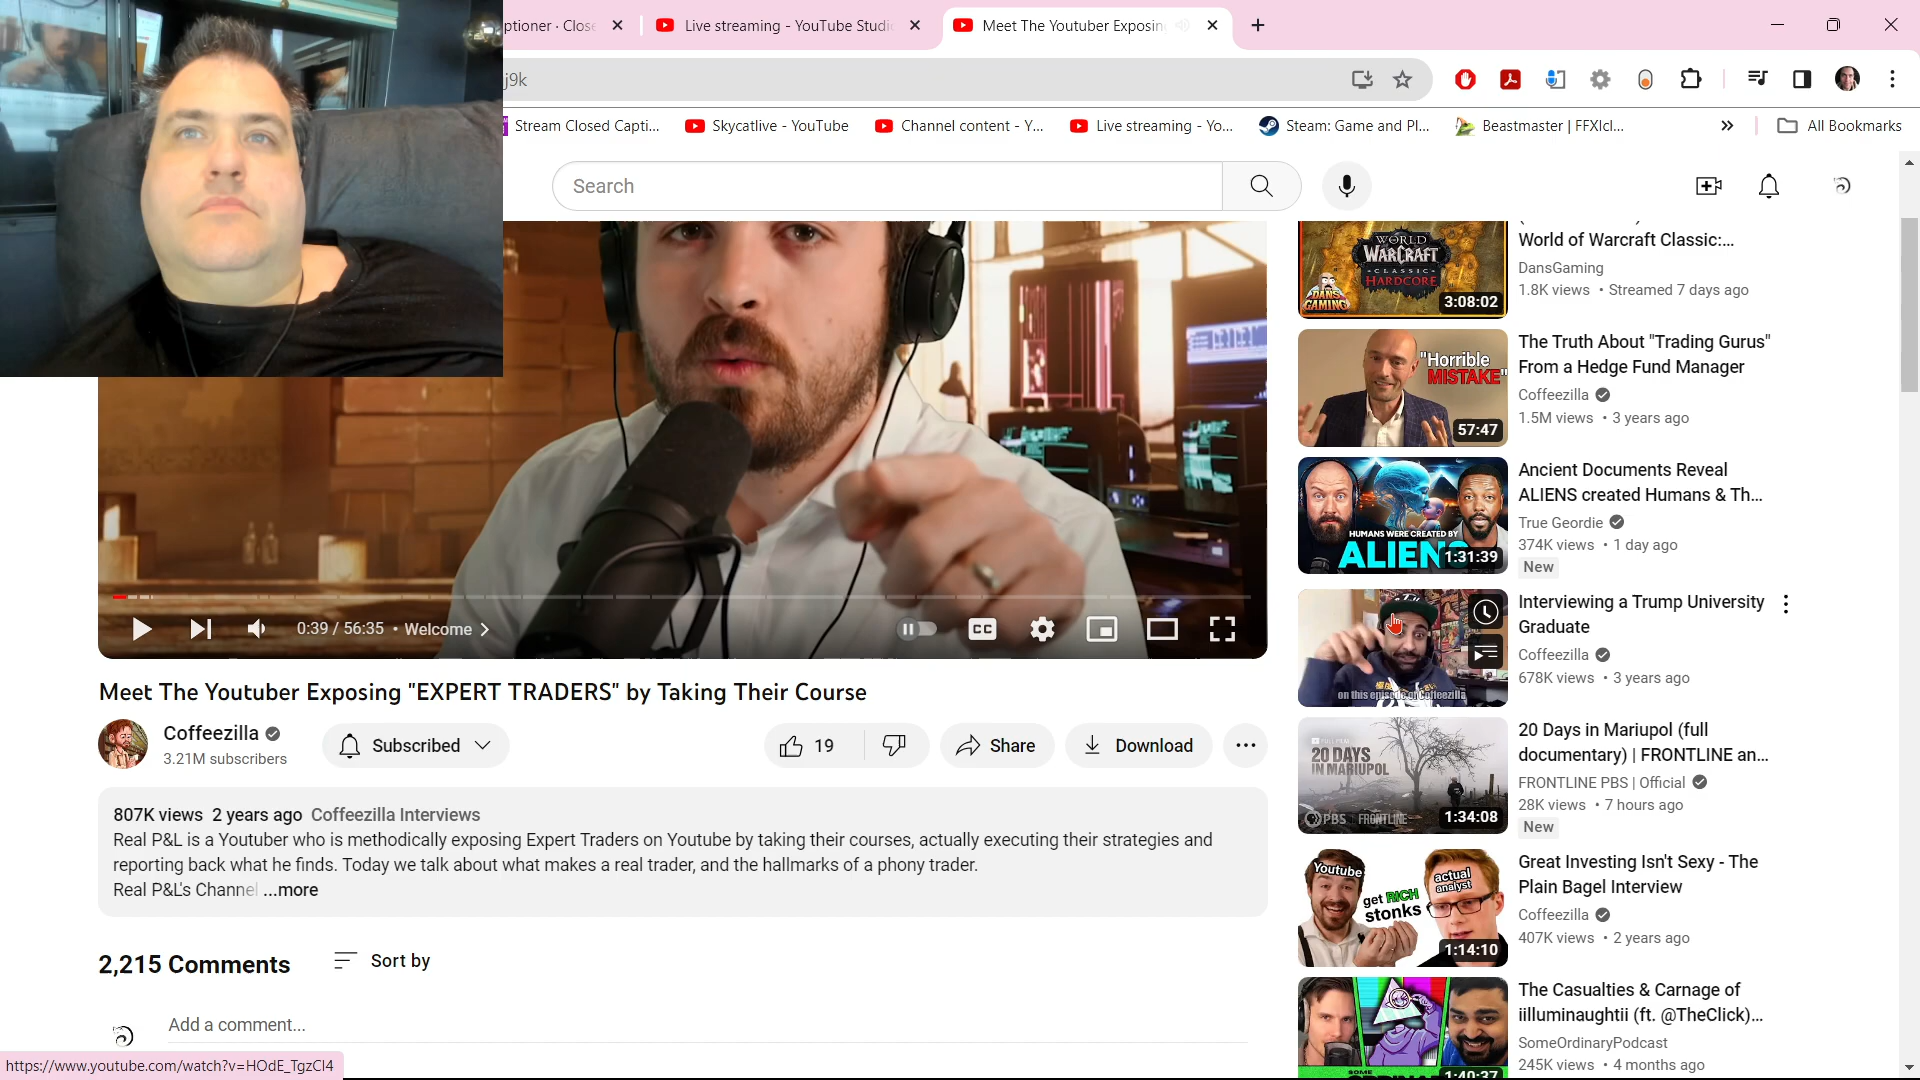 ptioner · Close
Live streaming - YouTube Studi
Meet The Youtuber Exposin
j9k
Stream Closed Capti...
Skycatlive - YouTube
Channel content - Y...
Live streaming - Yo...
Steam: Game and Pl...
Beastmaster | FFXIcl...
All Bookmarks
Search
World of Warcraft Classic:...
DansGaming
1.8K views • Streamed 7 days ago
WORLD
WARCRAFT
CLASSIC
HARDCORE
DANS
GAMING
3:08:02
The Truth About "Trading Gurus"
From a Hedge Fund Manager
Coffeezilla
1.5M views • 3 years ago
"Horrible
MISTAKE"
57:47
Ancient Documents Reveal
ALIENS created Humans & Th...
True Geordie
374K views • 1 day ago
New
HUMANS WERE CREATED BY
ALIENS
1:31:39
Interviewing a Trump University
Graduate
Coffeezilla
678K views • 3 years ago
on this episode of Coffeezilla
20 Days in Mariupol (full
documentary) | FRONTLINE an...
FRONTLINE PBS | Official
28K views • 7 hours ago
New
FULL FILM
20 DAYS
IN MARIUPOL
PBS FRONTLINE
1:34:08
Great Investing Isn't Sexy - The
Plain Bagel Interview
Coffeezilla
407K views • 2 years ago
Youtube
get RICH
stonks
actual
analyst
1:14:10
The Casualties & Carnage of
iilluminaughtii (ft. @TheClick)...
SomeOrdinaryPodcast
245K views • 4 months ago
SOME
1:40:37
0:39 / 56:35 • Welcome
CC
Meet The Youtuber Exposing "EXPERT TRADERS" by Taking Their Course
Coffeezilla
3.21M subscribers
Subscribed
19
Share
Download
807K views 2 years ago Coffeezilla Interviews
Real P&L is a Youtuber who is methodically exposing Expert Traders on Youtube by taking their courses, actually executing their strategies and
reporting back what he finds. Today we talk about what makes a real trader, and the hallmarks of a phony trader.
Real P&L's Channel ...more
2,215 Comments
Sort by
Add a comment...
https://www.youtube.com/watch?v=HOdE_TgzCl4